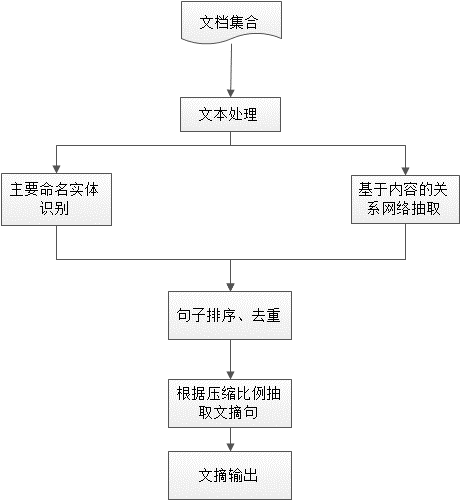 文档集合
文本处理
主要命名实体
识别
基于内容的关
系网络抽取
句子排序、去重
根据压缩比例抽
取文摘句
文摘输出